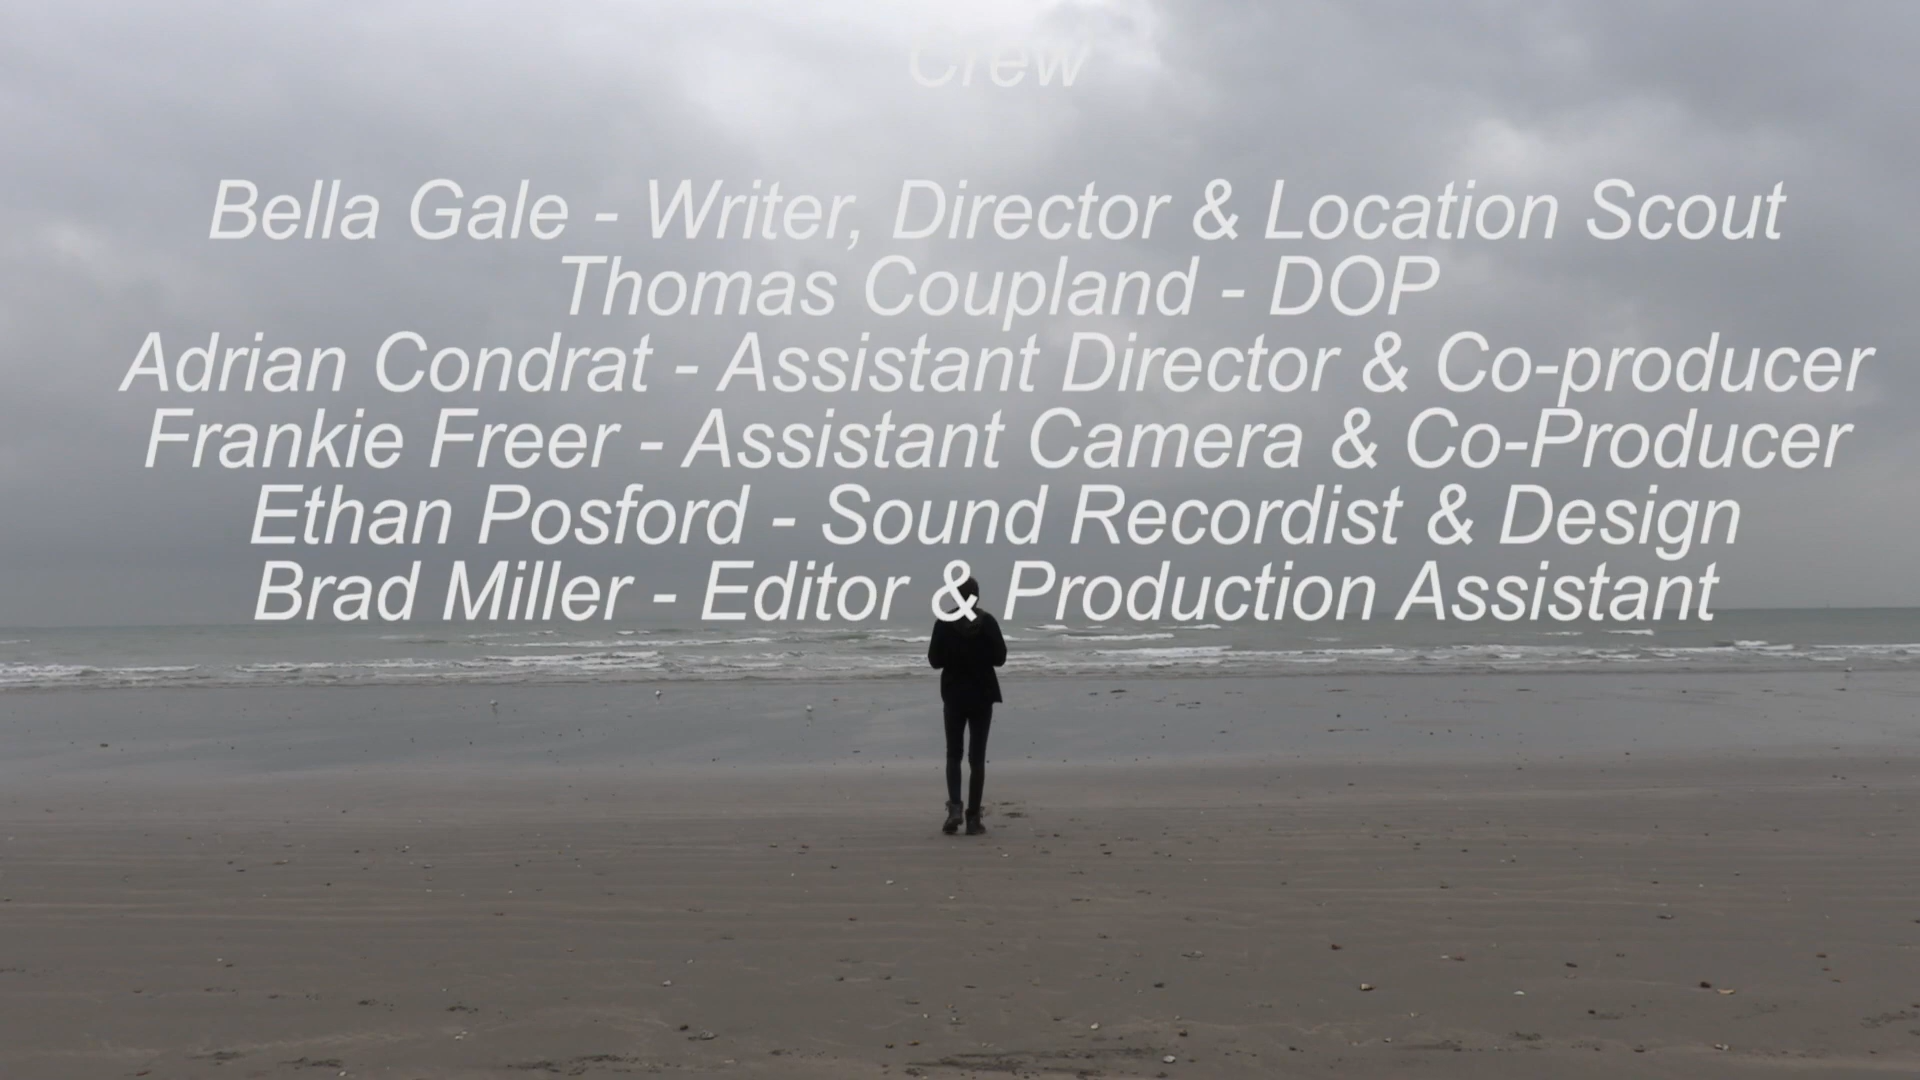 Crew
Bella Gale - Writer, Director & Location Scout
Thomas Coupland - DOP
Adrian Condrat - Assistant Director & Co-producer
Frankie Freer - Assistant Camera & Co-Producer
Ethan Posford - Sound Recordist & Design
Brad Miller - Editor & Production Assistant